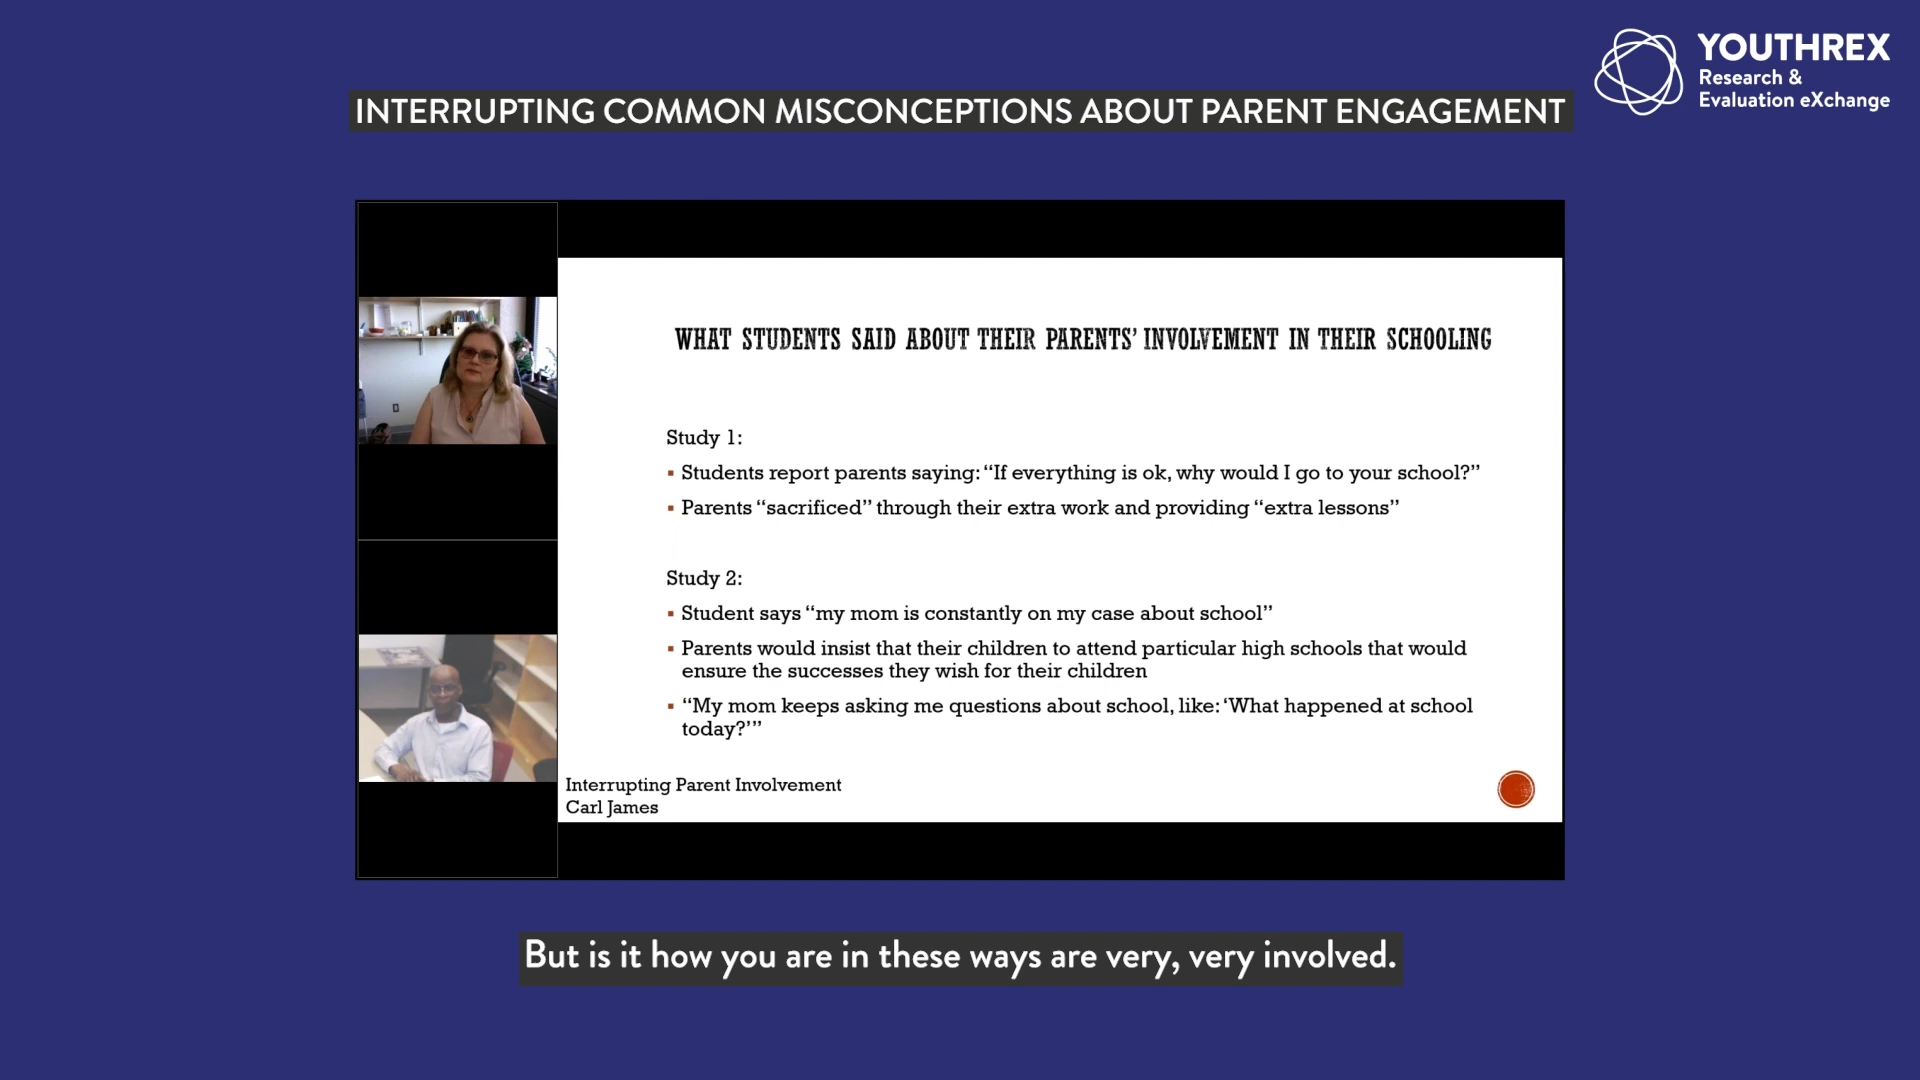 YOUTHREX
Research &
Evaluation eXchange
INTERRUPTING COMMON MISCONCEPTIONS ABOUT PARENT ENGAGEMENT
WHAT STUDENTS SAID ABOUT THEIR PARENTS’ INVOLVEMENT IN THEIR SCHOOLING
Study 1:
▪ Students report parents saying: “If everything is ok, why would I go to your school?”
▪ Parents “sacrificed” through their extra work and providing “extra lessons”
Study 2:
▪ Student says “my mom is constantly on my case about school”
▪ Parents would insist that their children to attend particular high schools that would
ensure the successes they wish for their children
▪ “My mom keeps asking me questions about school, like: ‘What happened at school
today?’”
Interrupting Parent Involvement
Carl James
But is it how you are in these ways are very, very involved.